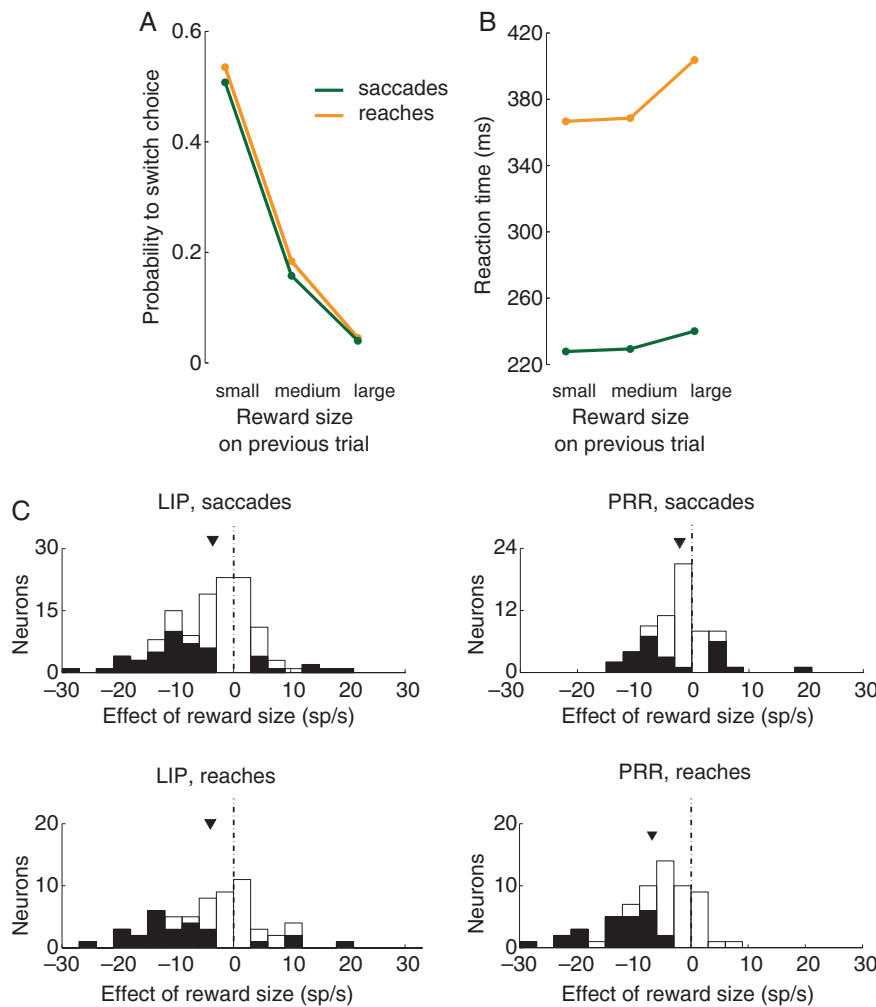 A
0.6
0.4
0.2
0
Probability to switch choice
saccades
reaches
small medium large
Reward size
on previous trial
B
420
380
340
300
260
220
Reaction time (ms)
small medium large
Reward size
on previous trial
C
LIP, saccades
30
15
0
Neurons
−30 −20 −10 0 10 20 30
Effect of reward size (sp/s)
PRR, saccades
24
12
0
Neurons
−30 −20 −10 0 10 20 30
Effect of reward size (sp/s)
LIP, reaches
20
10
0
Neurons
−30 −20 −10 0 10 20 30
Effect of reward size (sp/s)
PRR, reaches
20
10
0
Neurons
−30 −20 −10 0 10 20 30
Effect of reward size (sp/s)